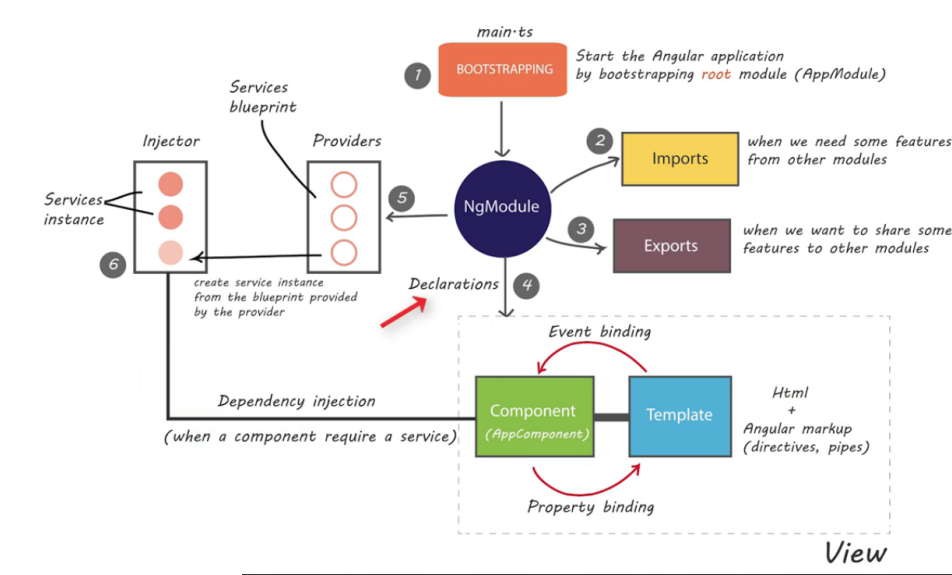 main.ts
1
BOOTSTRAPPING
Start the Angular application
by bootstrapping root module (AppModule)
Services
blueprint
Injector
Providers
2
Imports
when we need some features
from other modules
Services
instance
5
NgModule
3
Exports
when we want to share some
features to other modules
6
create service instance
from the blueprint provided
by the provider
Declarations
4
Event binding
Component
(AppComponent)
Template
Html
+
Angular markup
(directives, pipes)
Dependency injection
(when a component require a service)
Property binding
View